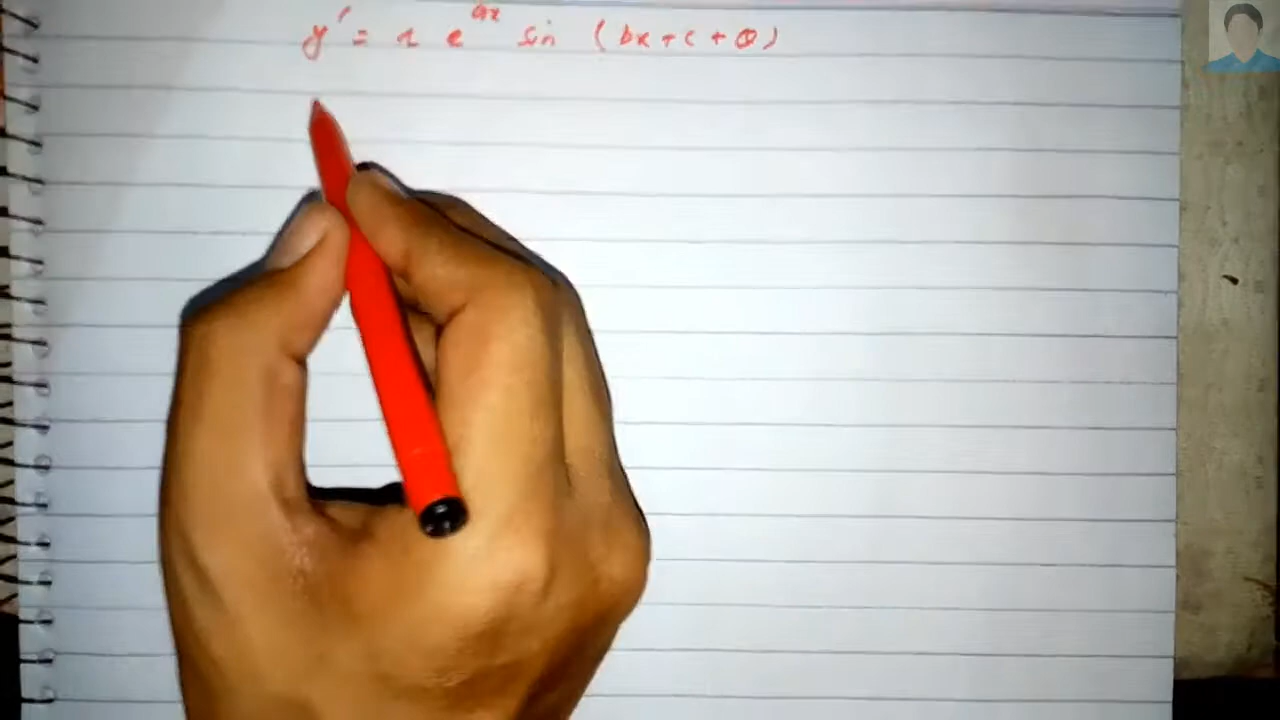 y' = r e^{ax} sin (bx + c + θ)